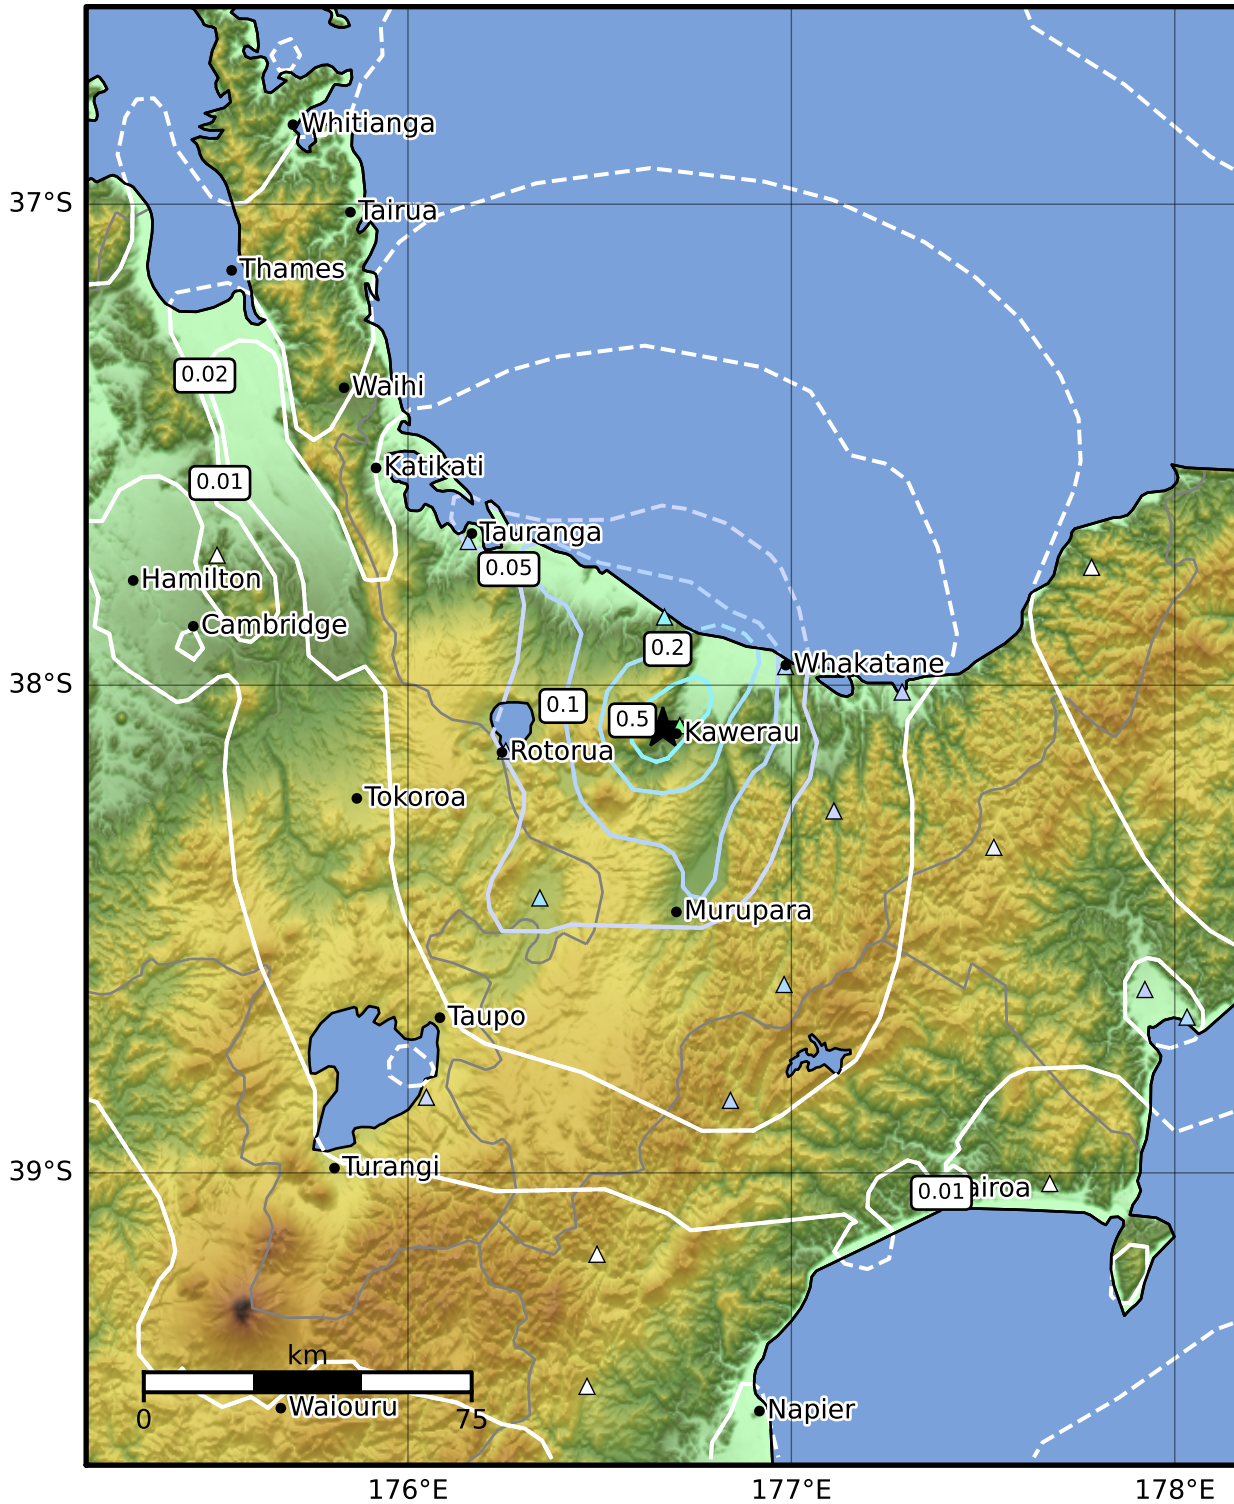 Whitianga
37°S
Tairua
Thames
0.02
Waihi
Katikati
0.01
Tauranga
0.05
Hamilton
Cambridge
0.2
Whakatane
38°S
0.1
0.5
Kawerau
Rotorua
Tokoroa
Murupara
Taupo
39°S
Turangi
0.01
airoa
km
0
75
Waiouru
Napier
176°E
177°E
178°E